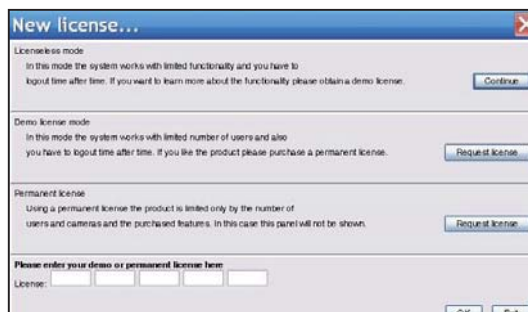 New license...
Licenseless mode
In this mode the system works with limited functionality and you have to
logout time after time. If you want to learn more about the functionality please obtain a demo license.
Continue
Demo license mode
In this mode the system works with limited number of users and also
you have to logout time after time. If you like the product please purchase a permanent license.
Request license
Permanent license
Using a permanent license the product is limited only by the number of
users and cameras and the purchased features. In this case this panel will not be shown.
Request license
Please enter your demo or permanent license here
License: